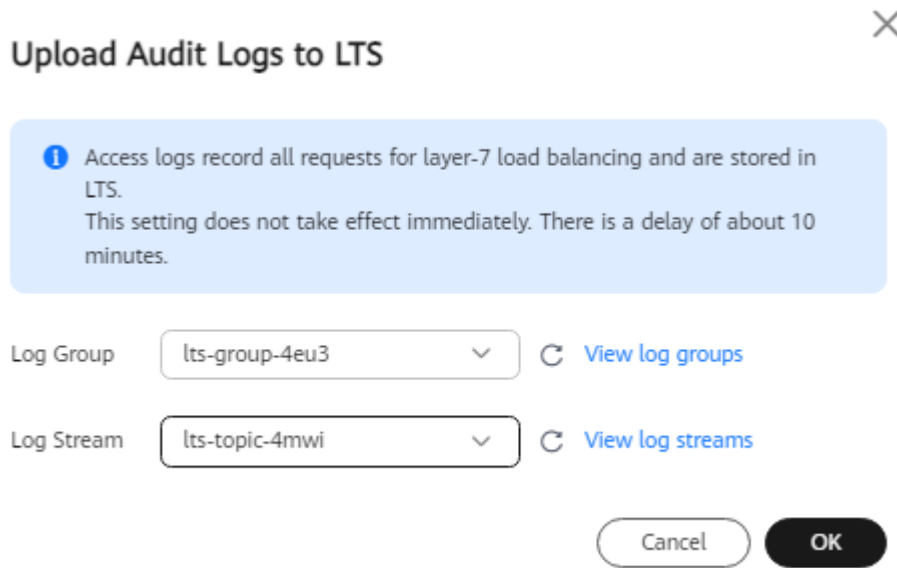 Upload Audit Logs to LTS
Access logs record all requests for layer-7 load balancing and are stored in
LTS.
This setting does not take effect immediately. There is a delay of about 10
minutes.
Log Group lts-group-4eu3 View log groups
Log Stream lts-topic-4mwi View log streams
Cancel OK